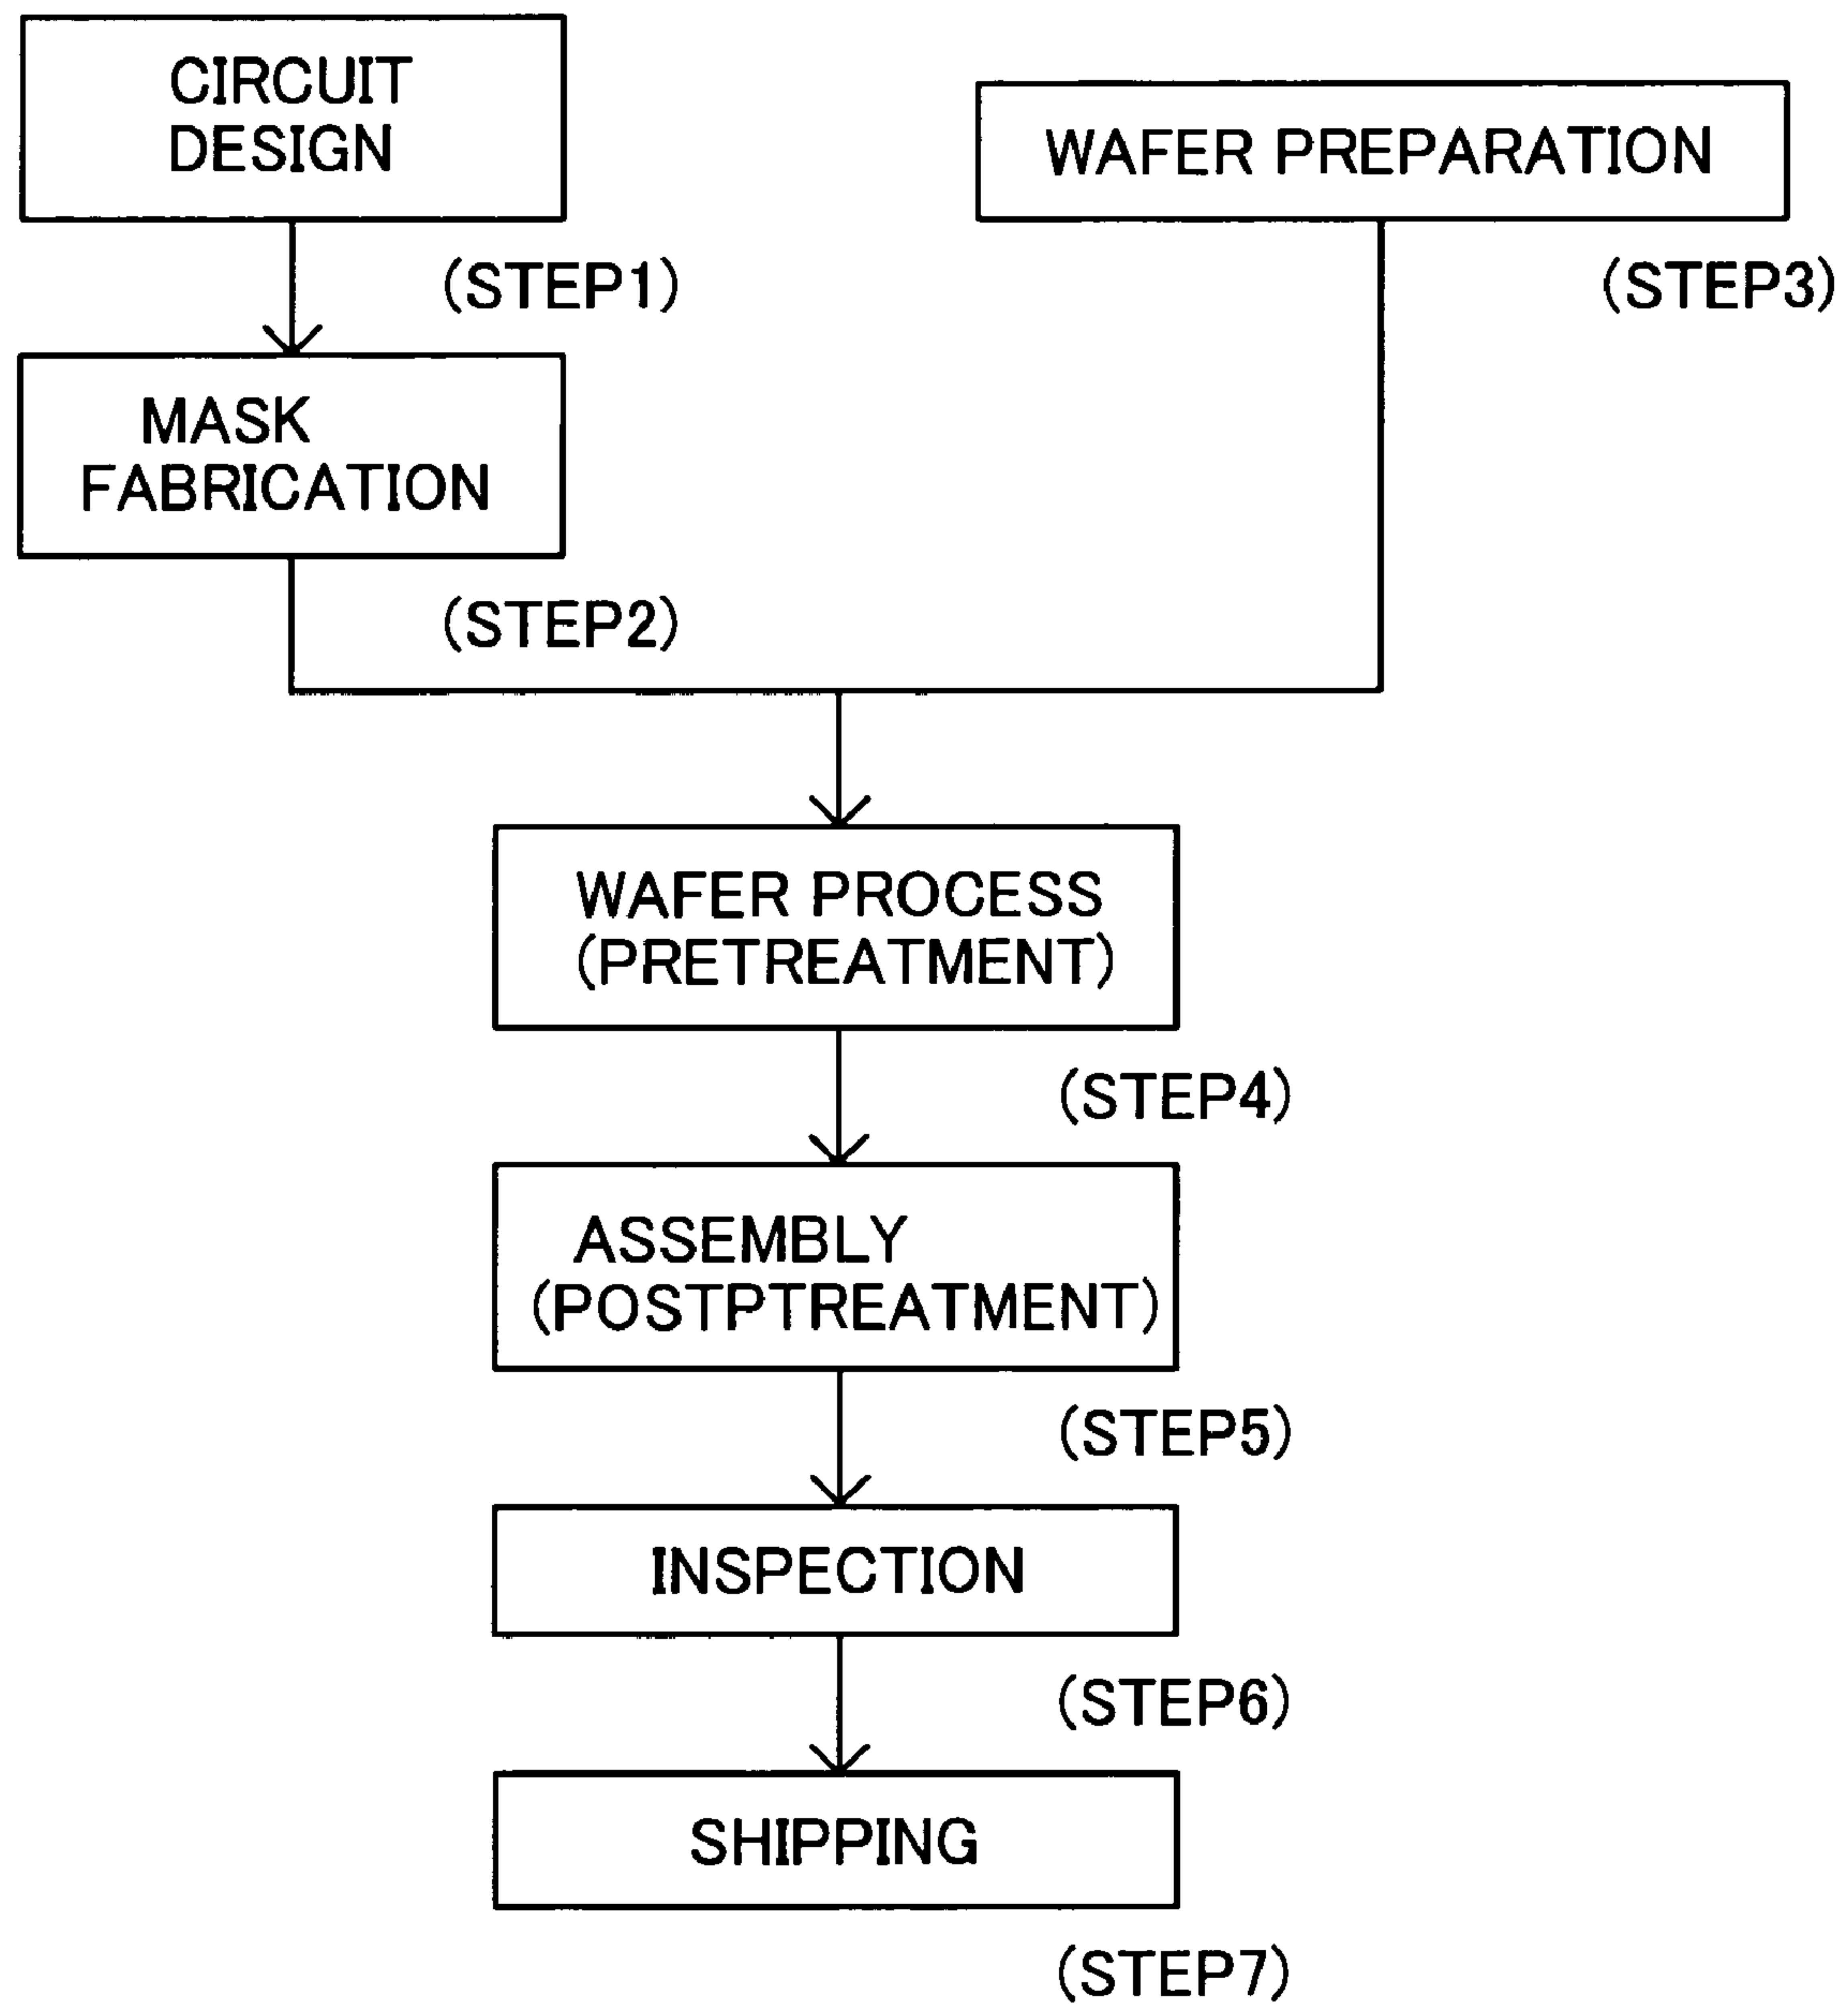 CIRCUIT
DESIGN
(STEP1)
MASK
FABRICATION
(STEP2)
WAFER PREPARATION
(STEP3)
WAFER PROCESS
(PRETREATMENT)
(STEP4)
ASSEMBLY
(POSTPTREATMENT)
(STEP5)
INSPECTION
(STEP6)
SHIPPING
(STEP7)